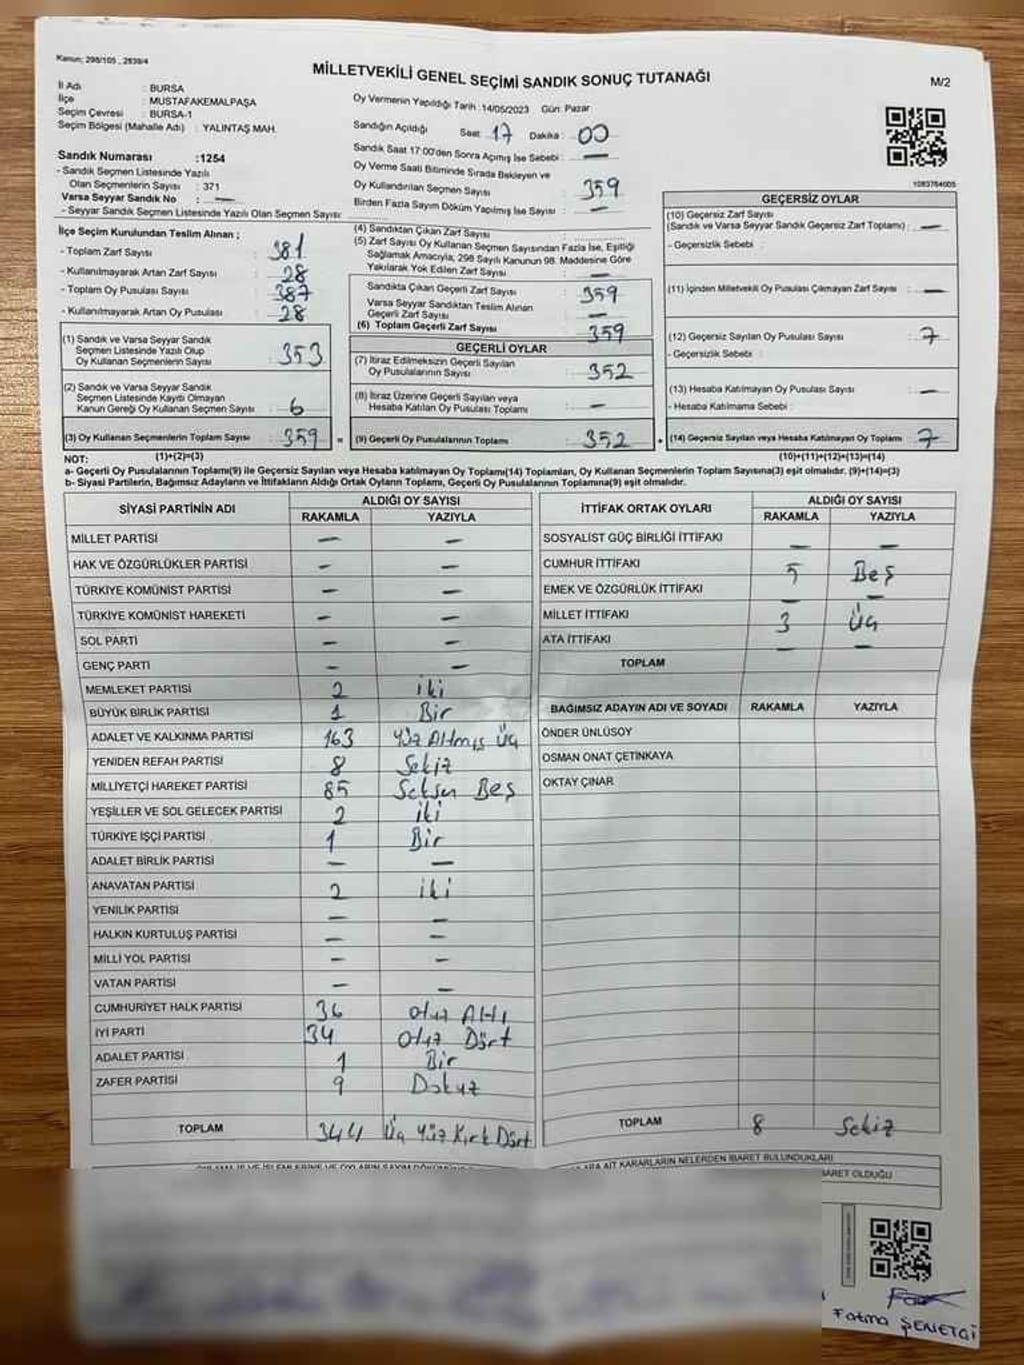 Kanun; 298/105 , 2839/4
MİLLETVEKİLİ GENEL SEÇİMİ SANDIK SONUÇ TUTANAĞI
M/2
İl Adı : BURSA
İlçe : MUSTAFAKEMALPAŞA
Seçim Çevresi : BURSA-1
Seçim Bölgesi (Mahalle Adı) : YALINTAŞ MAH.
Oy Vermenin Yapıldığı Tarih :14/05/2023 Gün: Pazar
Sandığın Açıldığı Saat : 17 Dakika : 00
Sandık Saat 17:00'den Sonra Açmış İse Sebebi : —
Oy Verme Saati Bitiminde Sırada Bekleyen ve
Oy Kullandırılan Seçmen Sayısı : 359
Birden Fazla Sayım Döküm Yapılmış İse Sayısı : —
Sandık Numarası :1254
- Sandık Seçmen Listesinde Yazılı
Olan Seçmenlerin Sayısı : 371
Varsa Seyyar Sandık No : —
- Seyyar Sandık Seçmen Listesinde Yazılı Olan Seçmen Sayısı:
1083764005
İlçe Seçim Kurulundan Teslim Alınan ;
- Toplam Zarf Sayısı : 381
- Kullanılmayarak Artan Zarf Sayısı : 28
- Toplam Oy Pusulası Sayısı : 387
- Kullanılmayarak Artan Oy Pusulası : 28
(1) Sandık ve Varsa Seyyar Sandık
Seçmen Listesinde Yazılı Olup
Oy Kullanan Seçmenlerin Sayısı : 353
(2) Sandık ve Varsa Seyyar Sandık
Seçmen Listesinde Kayıtlı Olmayan
Kanun Gereği Oy Kullanan Seçmen Sayısı : 6
(3) Oy Kullanan Seçmenlerin Toplam Sayısı : 359 =
(4) Sandıktan Çıkan Zarf Sayısı :
(5) Zarf Sayısı Oy Kullanan Seçmen Sayısından Fazla İse, Eşitliği
Sağlamak Amacıyla, 298 Sayılı Kanunun 98. Maddesine Göre
Yakılarak Yok Edilen Zarf Sayısı : —
Sandıkta Çıkan Geçerli Zarf Sayısı : 359
Varsa Seyyar Sandıktan Teslim Alınan
Geçerli Zarf Sayısı : —
(6) Toplam Geçerli Zarf Sayısı : 359
GEÇERLİ OYLAR
(7) İtiraz Edilmeksizin Geçerli Sayılan
Oy Pusulalarının Sayısı : 352
(8) İtiraz Üzerine Geçerli Sayılan veya
Hesaba Katılan Oy Pusulası Toplamı : —
(9) Geçerli Oy Pusulalarının Toplamı : 352 +
GEÇERSİZ OYLAR
(10) Geçersiz Zarf Sayısı
(Sandık ve Varsa Seyyar Sandık Geçersiz Zarf Toplamı) : —
- Geçersizlik Sebebi :
(11) İçinden Milletvekili Oy Pusulası Çıkmayan Zarf Sayısı : —
(12) Geçersiz Sayılan Oy Pusulası Sayısı : 7
- Geçersizlik Sebebi :
(13) Hesaba Katılmayan Oy Pusulası Sayısı : —
- Hesaba Katılmama Sebebi :
(14) Geçersiz Sayılan veya Hesaba Katılmayan Oy Toplamı : 7
NOT: (1)+(2)=(3) (10)+(11)+(12)+(13)=(14)
a- Geçerli Oy Pusulalarının Toplamı(9) ile Geçersiz Sayılan veya Hesaba katılmayan Oy Toplamı(14) Toplamları, Oy Kullanan Seçmenlerin Toplam Sayısına(3) eşit olmalıdır. (9)+(14)=(3)
b- Siyasi Partilerin, Bağımsız Adayların ve İttifakların Aldığı Ortak Oyların Toplamı, Geçerli Oy Pusulalarının Toplamına(9) eşit olmalıdır.
SİYASİ PARTİNİN ADI ALDIĞI OY SAYISI
RAKAMLA YAZIYLA
MİLLET PARTİSİ — —
HAK VE ÖZGÜRLÜKLER PARTİSİ — —
TÜRKİYE KOMÜNİST PARTİSİ — —
TÜRKİYE KOMÜNİST HAREKETİ — —
SOL PARTİ — —
GENÇ PARTİ — —
MEMLEKET PARTİSİ 2 iki
BÜYÜK BİRLİK PARTİSİ 1 Bir
ADALET VE KALKINMA PARTİSİ 163 Yüz Altmış Üç
YENİDEN REFAH PARTİSİ 8 Sekiz
MİLLİYETÇİ HAREKET PARTİSİ 85 Seksen Beş
YEŞİLLER VE SOL GELECEK PARTİSİ 2 iki
TÜRKİYE İŞÇİ PARTİSİ 1 Bir
ADALET BİRLİK PARTİSİ — —
ANAVATAN PARTİSİ 2 iki
YENİLİK PARTİSİ — —
HALKIN KURTULUŞ PARTİSİ — —
MİLLİ YOL PARTİSİ — —
VATAN PARTİSİ — —
CUMHURİYET HALK PARTİSİ 36 Otuz Altı
İYİ PARTİ 34 Otuz Dört
ADALET PARTİSİ 1 Bir
ZAFER PARTİSİ 9 Dokuz
TOPLAM 344 Üç Yüz Kırk Dört
İTTİFAK ORTAK OYLARI ALDIĞI OY SAYISI
RAKAMLA YAZIYLA
SOSYALİST GÜÇ BİRLİĞİ İTTİFAKI — —
CUMHUR İTTİFAKI 5 Beş
EMEK VE ÖZGÜRLÜK İTTİFAKI — —
MİLLET İTTİFAKI 3 Üç
ATA İTTİFAKI — —
TOPLAM
BAĞIMSIZ ADAYIN ADI VE SOYADI RAKAMLA YAZIYLA
ÖNDER ÜNLÜSOY
OSMAN ONAT ÇETİNKAYA
OKTAY ÇINAR
TOPLAM 8 Sekiz
ARA AİT KARARLARIN NELERDEN İBARET BULUNDUKLARI
BARET OLDUĞU
Fatma ŞENETGİ